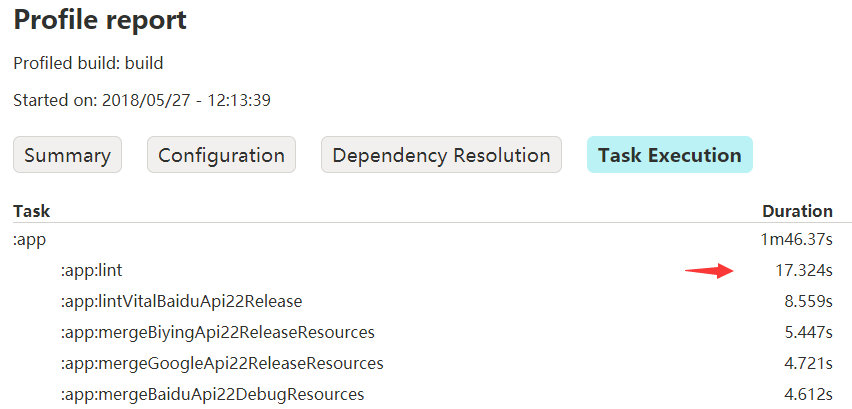 Profile report
Profiled build: build
Started on: 2018/05/27 - 12:13:39
Summary Configuration Dependency Resolution Task Execution
Task Duration
:app 1m46.37s
:app:lint 17.324s
:app:lintVitalBaiduApi22Release 8.559s
:app:mergeBiyingApi22ReleaseResources 5.447s
:app:mergeGoogleApi22ReleaseResources 4.721s
:app:mergeBaiduApi22DebugResources 4.612s